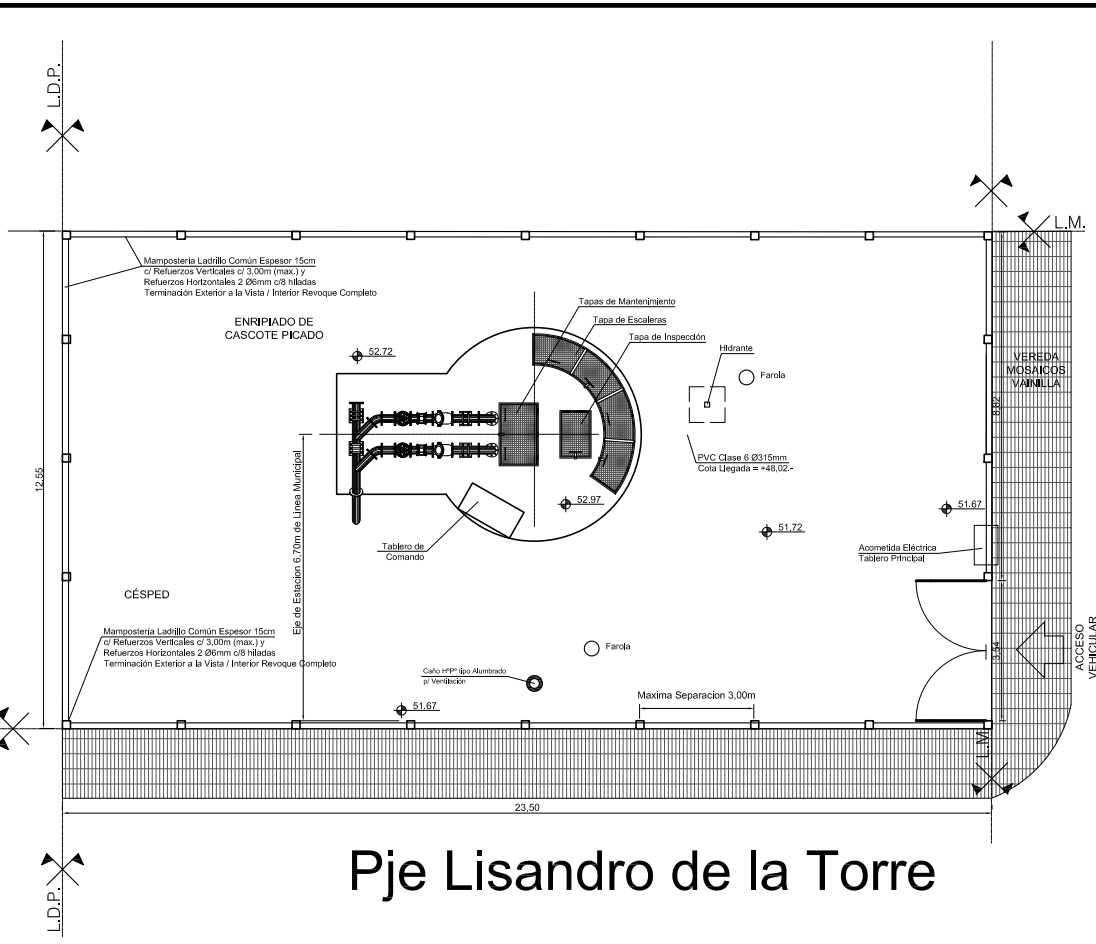 L.D.P.
L.M.
Mampostería Ladrillo Común Espesor 15cm
c/ Refuerzos Verticales c/ 3,00m (max.) y
Refuerzos Horizontales 2 Ø6mm c/8 hiladas
Terminación Exterior a la Vista / Interior Revoque Completo
ENRIPIADO DE
CASCOTE PICADO
Tapas de Mantenimiento
Tapa de Escaleras
Tapa de Inspección
52.72
Hidrante
Farola
VEREDA
MOSAICOS
VAINILLA
8,82
12,55
PVC Clase 6 Ø315mm
Cota Llegada = +48,02.-
52.97
51.67
51.72
Eje de Estacion 6,70m de Linea Municipal
Tablero de
Comando
Acometida Eléctrica
Tablero Principal
CÉSPED
Mampostería Ladrillo Común Espesor 15cm
c/ Refuerzos Verticales c/ 3,00m (max.) y
Refuerzos Horizontales 2 Ø6mm c/8 hiladas
Terminación Exterior a la Vista / Interior Revoque Completo
Farola
3,54
ACCESO
VEHICULAR
Caño HºPº tipo Alumbrado
p/ Ventilación
Maxima Separacion 3,00m
51.67
L.M.
23,50
Pje Lisandro de la Torre
L.D.P.